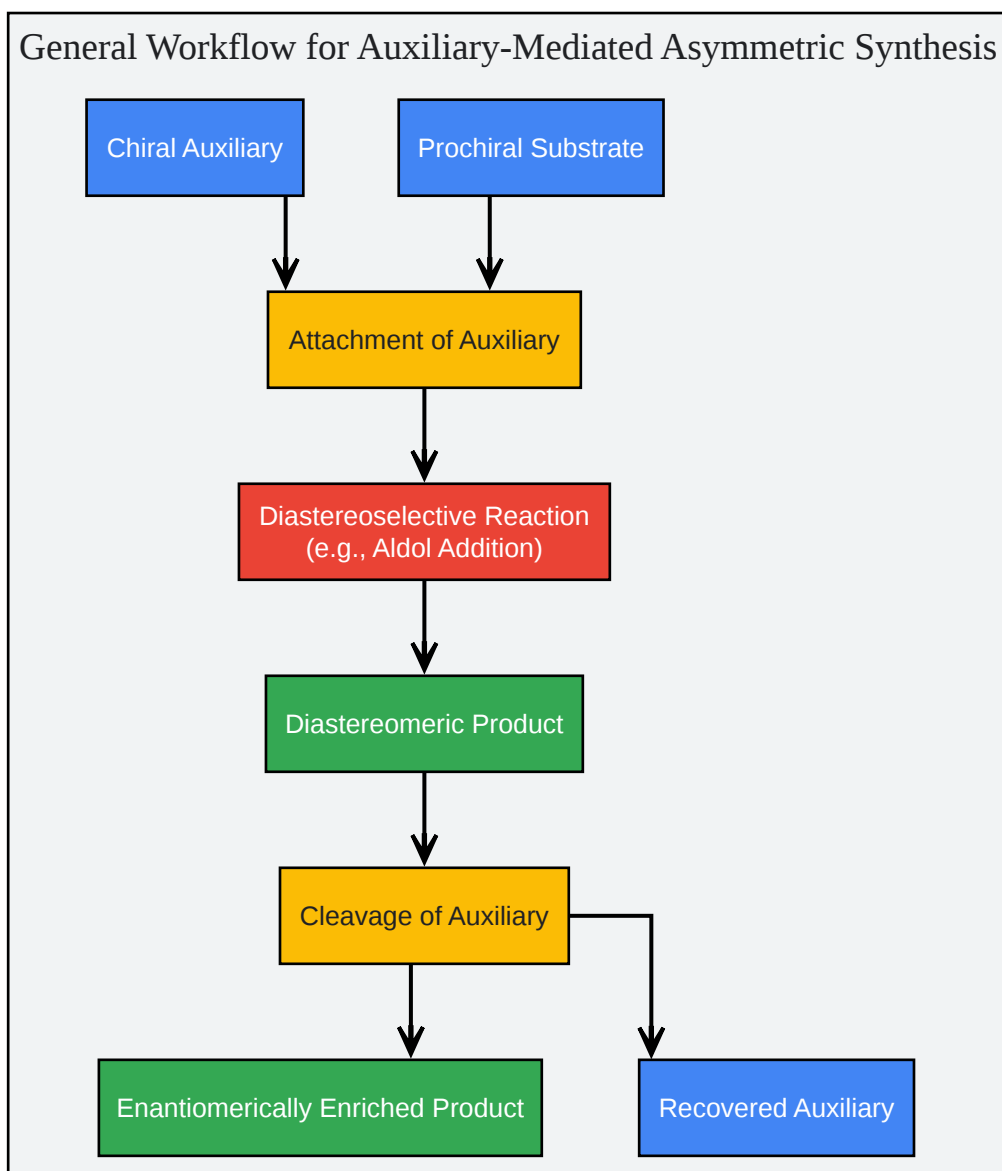 General Workflow for Auxiliary-Mediated Asymmetric Synthesis
Chiral Auxiliary
Prochiral Substrate
Attachment of Auxiliary
Diastereoselective Reaction
(e.g., Aldol Addition)
Diastereomeric Product
Cleavage of Auxiliary
Enantiomerically Enriched Product
Recovered Auxiliary